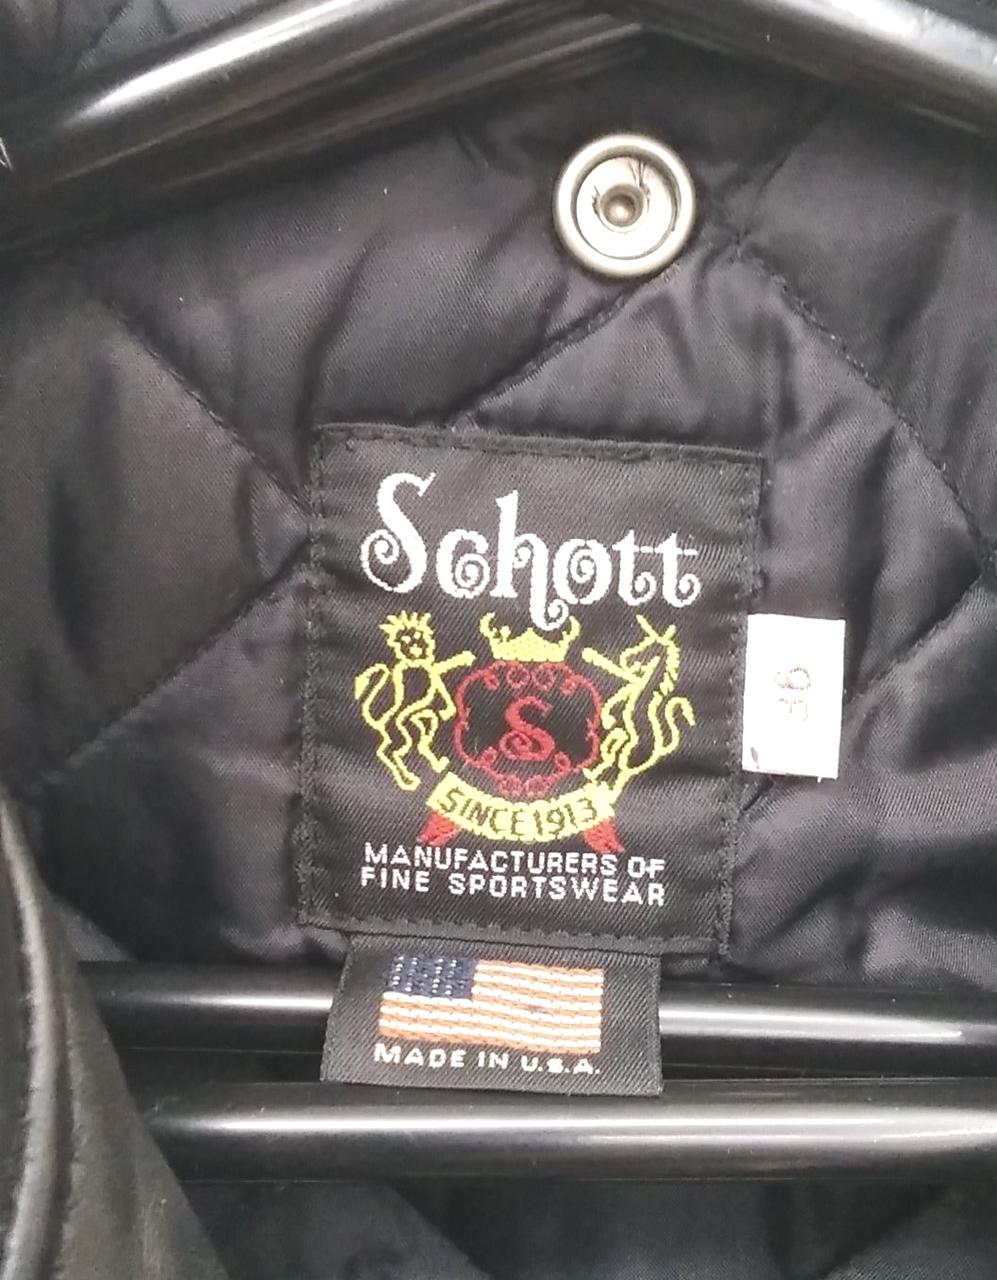 Schott
S
SINCE 1913
MANUFACTURERS OF
FINE SPORTSWEAR
MADE IN U.S.A.